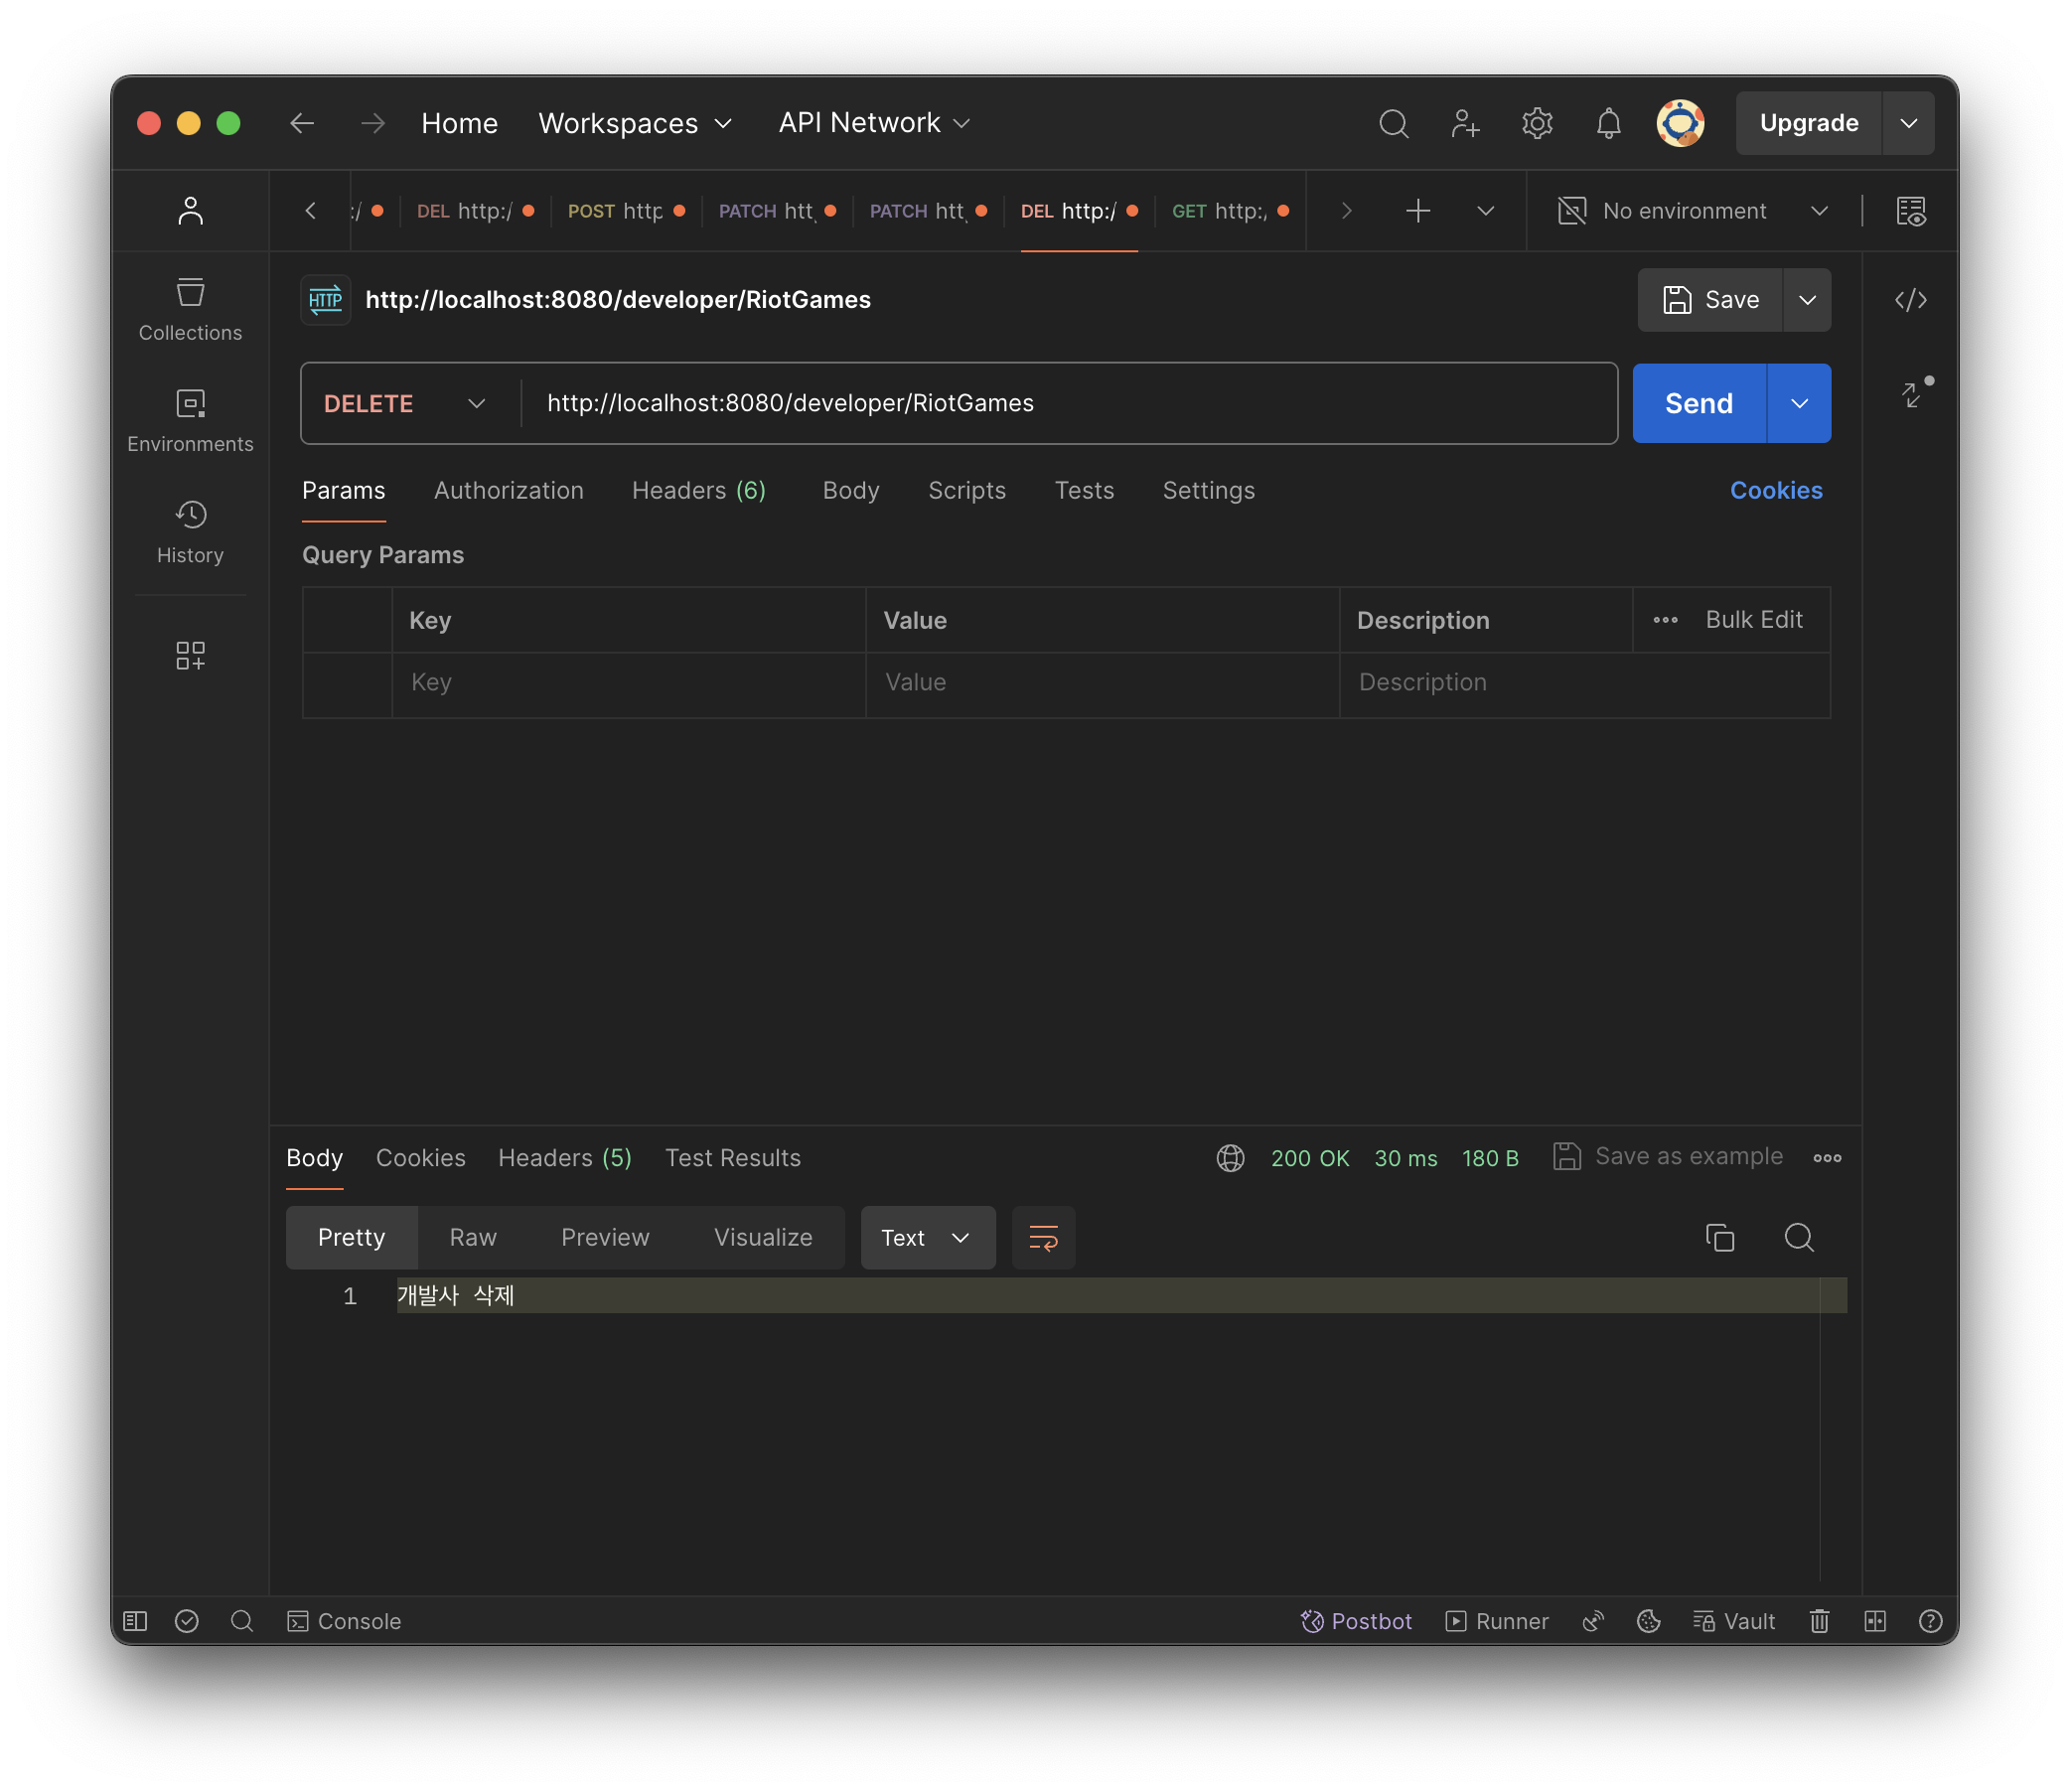 Home Workspaces API Network Upgrade
:/ DEL http:/ POST http PATCH htt PATCH htt DEL http:/ GET http:/ No environment
HTTP http://localhost:8080/developer/RiotGames Save
Collections
DELETE http://localhost:8080/developer/RiotGames Send
Environments
Params Authorization Headers (6) Body Scripts Tests Settings Cookies
History
Query Params
Key Value Description Bulk Edit
Key Value Description
Body Cookies Headers (5) Test Results 200 OK 30 ms 180 B Save as example
Pretty Raw Preview Visualize Text
1 개발사 삭제
Console Postbot Runner Vault